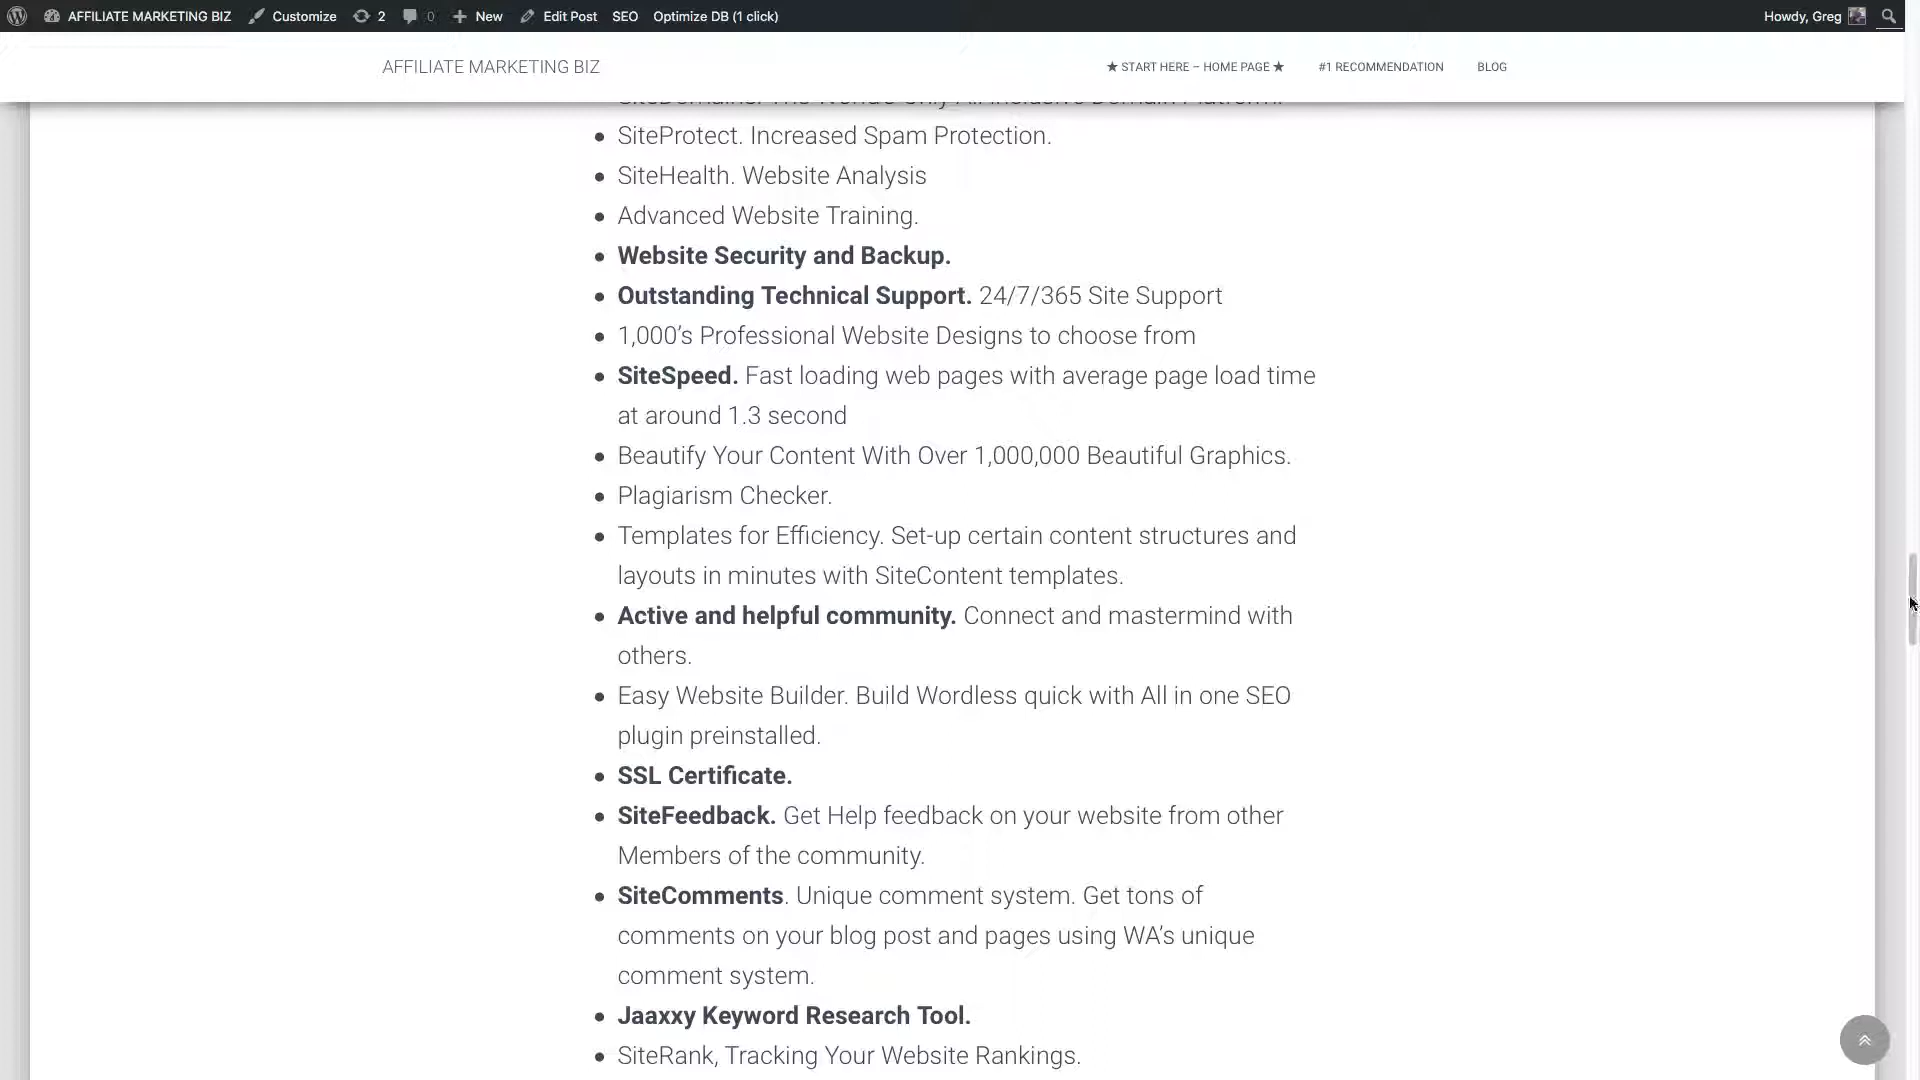 AFFILIATE MARKETING BIZ Customize 2 0 New Edit Post SEO Optimize DB (1 click) Howdy, Greg
AFFILIATE MARKETING BIZ ★ START HERE – HOME PAGE ★ #1 RECOMMENDATION BLOG
SiteDomains. The World's Only All Inclusive Domain Platform.
SiteProtect. Increased Spam Protection.
SiteHealth. Website Analysis
Advanced Website Training.
Website Security and Backup.
Outstanding Technical Support. 24/7/365 Site Support
1,000’s Professional Website Designs to choose from
SiteSpeed. Fast loading web pages with average page load time
at around 1.3 second
Beautify Your Content With Over 1,000,000 Beautiful Graphics.
Plagiarism Checker.
Templates for Efficiency. Set-up certain content structures and
layouts in minutes with SiteContent templates.
Active and helpful community. Connect and mastermind with
others.
Easy Website Builder. Build Wordless quick with All in one SEO
plugin preinstalled.
SSL Certificate.
SiteFeedback. Get Help feedback on your website from other
Members of the community.
SiteComments. Unique comment system. Get tons of
comments on your blog post and pages using WA’s unique
comment system.
Jaaxxy Keyword Research Tool.
SiteRank, Tracking Your Website Rankings.